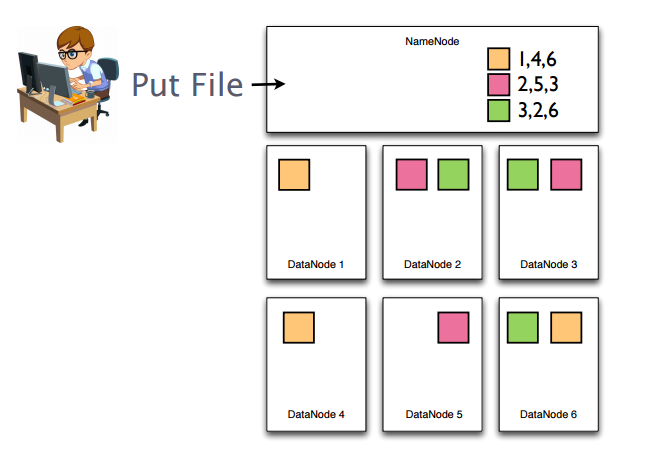 NameNode
1,4,6
Put File
2,5,3
3,2,6
DataNode 1
DataNode 2
DataNode 3
DataNode 4
DataNode 5
DataNode 6